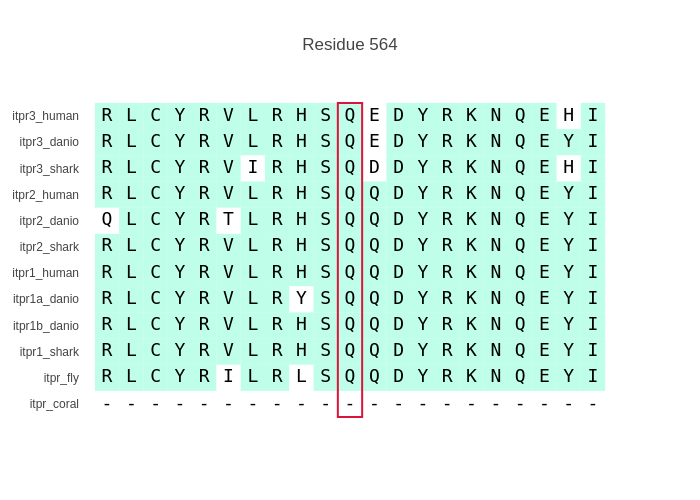 Residue 564
itpr3_human R L C Y R V L R H S Q E D Y R K N Q E H I
itpr3_danio R L C Y R V L R H S Q E D Y R K N Q E Y I
itpr3_shark R L C Y R V I R H S Q D D Y R K N Q E H I
itpr2_human R L C Y R V L R H S Q Q D Y R K N Q E Y I
itpr2_danio Q L C Y R T L R H S Q Q D Y R K N Q E Y I
itpr2_shark R L C Y R V L R H S Q Q D Y R K N Q E Y I
itpr1_human R L C Y R V L R H S Q Q D Y R K N Q E Y I
itpr1a_danio R L C Y R V L R Y S Q Q D Y R K N Q E Y I
itpr1b_danio R L C Y R V L R H S Q Q D Y R K N Q E Y I
itpr1_shark R L C Y R V L R H S Q Q D Y R K N Q E Y I
itpr_fly R L C Y R I L R L S Q Q D Y R K N Q E Y I
itpr_coral - - - - - - - - - - - - - - - - - - - - -